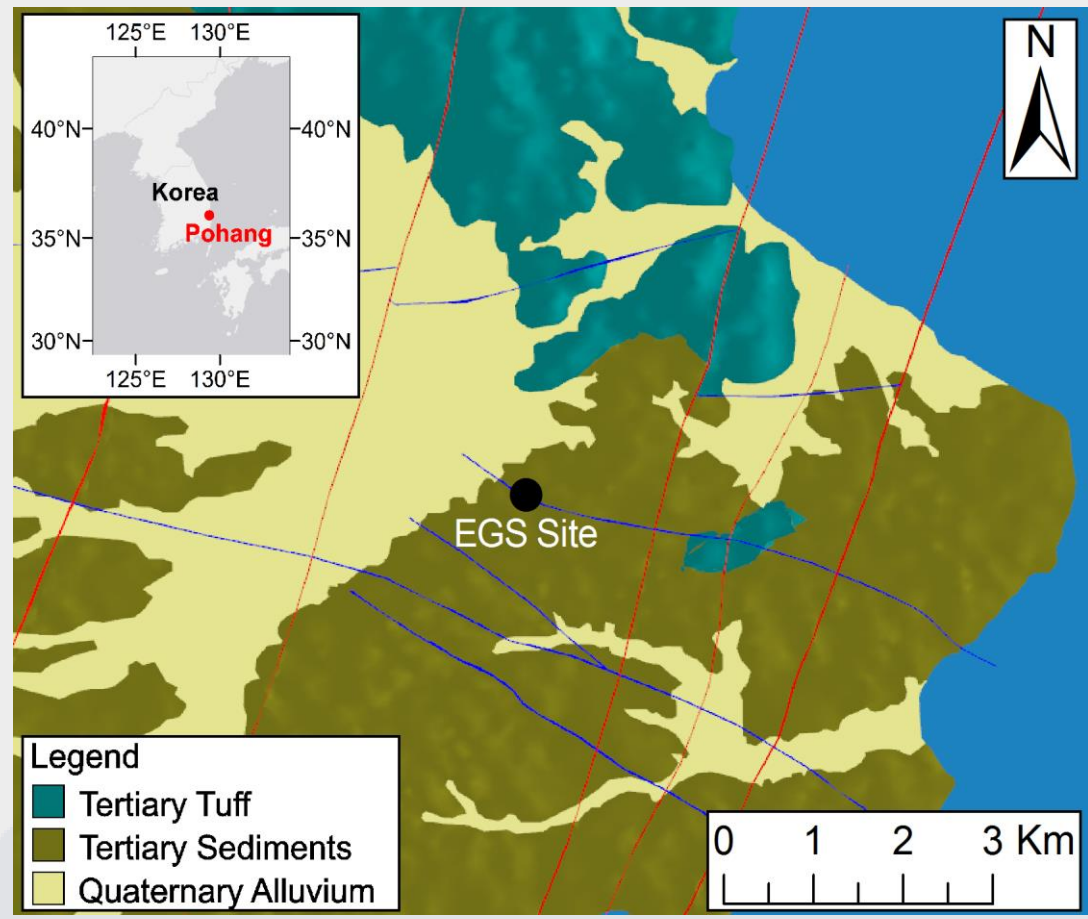 125°E 130°E
40°N 40°N
Korea
Pohang
35°N 35°N
30°N 30°N
125°E 130°E
N
EGS Site
Legend
Tertiary Tuff
Tertiary Sediments
Quaternary Alluvium
0 1 2 3 Km